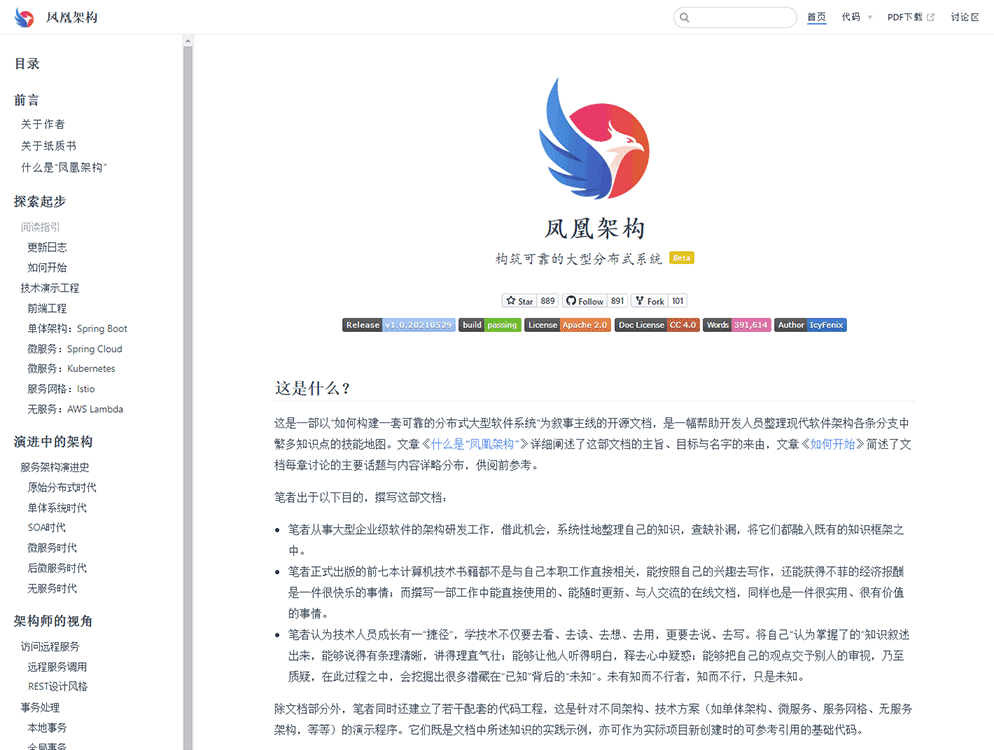 凤凰架构
首页 代码 PDF下载 讨论区
目录
前言
关于作者
关于纸质书
什么是“凤凰架构”
探索起步
阅读指引
更新日志
如何开始
技术演示工程
前端工程
单体架构：Spring Boot
微服务：Spring Cloud
微服务：Kubernetes
服务网格：Istio
无服务：AWS Lambda
演进中的架构
服务架构演进史
原始分布式时代
单体系统时代
SOA时代
微服务时代
后微服务时代
无服务时代
架构师的视角
访问远程服务
远程服务调用
REST设计风格
事务处理
本地事务
全局事务
凤凰架构
构筑可靠的大型分布式系统 Beta
Star 889 Follow 891 Fork 101
Release v1.0.20210529 build passing License Apache 2.0 Doc License CC 4.0 Words 391,614 Author IcyFenix
这是什么？
这是一部以“如何构建一套可靠的分布式大型软件系统”为叙事主线的开源文档，是一幅帮助开发人员整理现代软件架构各条分支中
繁多知识点的技能地图。文章《什么是“凤凰架构”》详细阐述了这部文档的主旨、目标与名字的来由，文章《如何开始》简述了文
档每章讨论的主要话题与内容详略分布，供阅前参考。
笔者出于以下目的，撰写这部文档：
• 笔者从事大型企业级软件的架构研发工作，借此机会，系统性地整理自己的知识，查缺补漏，将它们都融入既有的知识框架之
中。
• 笔者正式出版的前七本计算机技术书籍都不是与自己本职工作直接相关，能按照自己的兴趣去写作，还能获得不菲的经济报酬
是一件很快乐的事情；而撰写一部工作中能直接使用的、能随时更新、与人交流的在线文档，同样也是一件很实用、很有价值
的事情。
• 笔者认为技术人员成长有一“捷径”，学技术不仅要去看、去读、去想、去用，更要去说、去写。将自己“认为掌握了的”知识叙述
出来，能够说得有条理清晰，讲得理直气壮；能够让他人听得明白，释去心中疑惑；能够把自己的观点交予别人的审视，乃至
质疑，在此过程之中，会挖掘出很多潜藏在“已知”背后的“未知”。未有知而不行者，知而不行，只是未知。
除文档部分外，笔者同时还建立了若干配套的代码工程，这是针对不同架构、技术方案（如单体架构、微服务、服务网格、无服务
架构，等等）的演示程序。它们既是文档中所述知识的实践示例，亦可作为实际项目新创建时的可参考引用的基础代码。